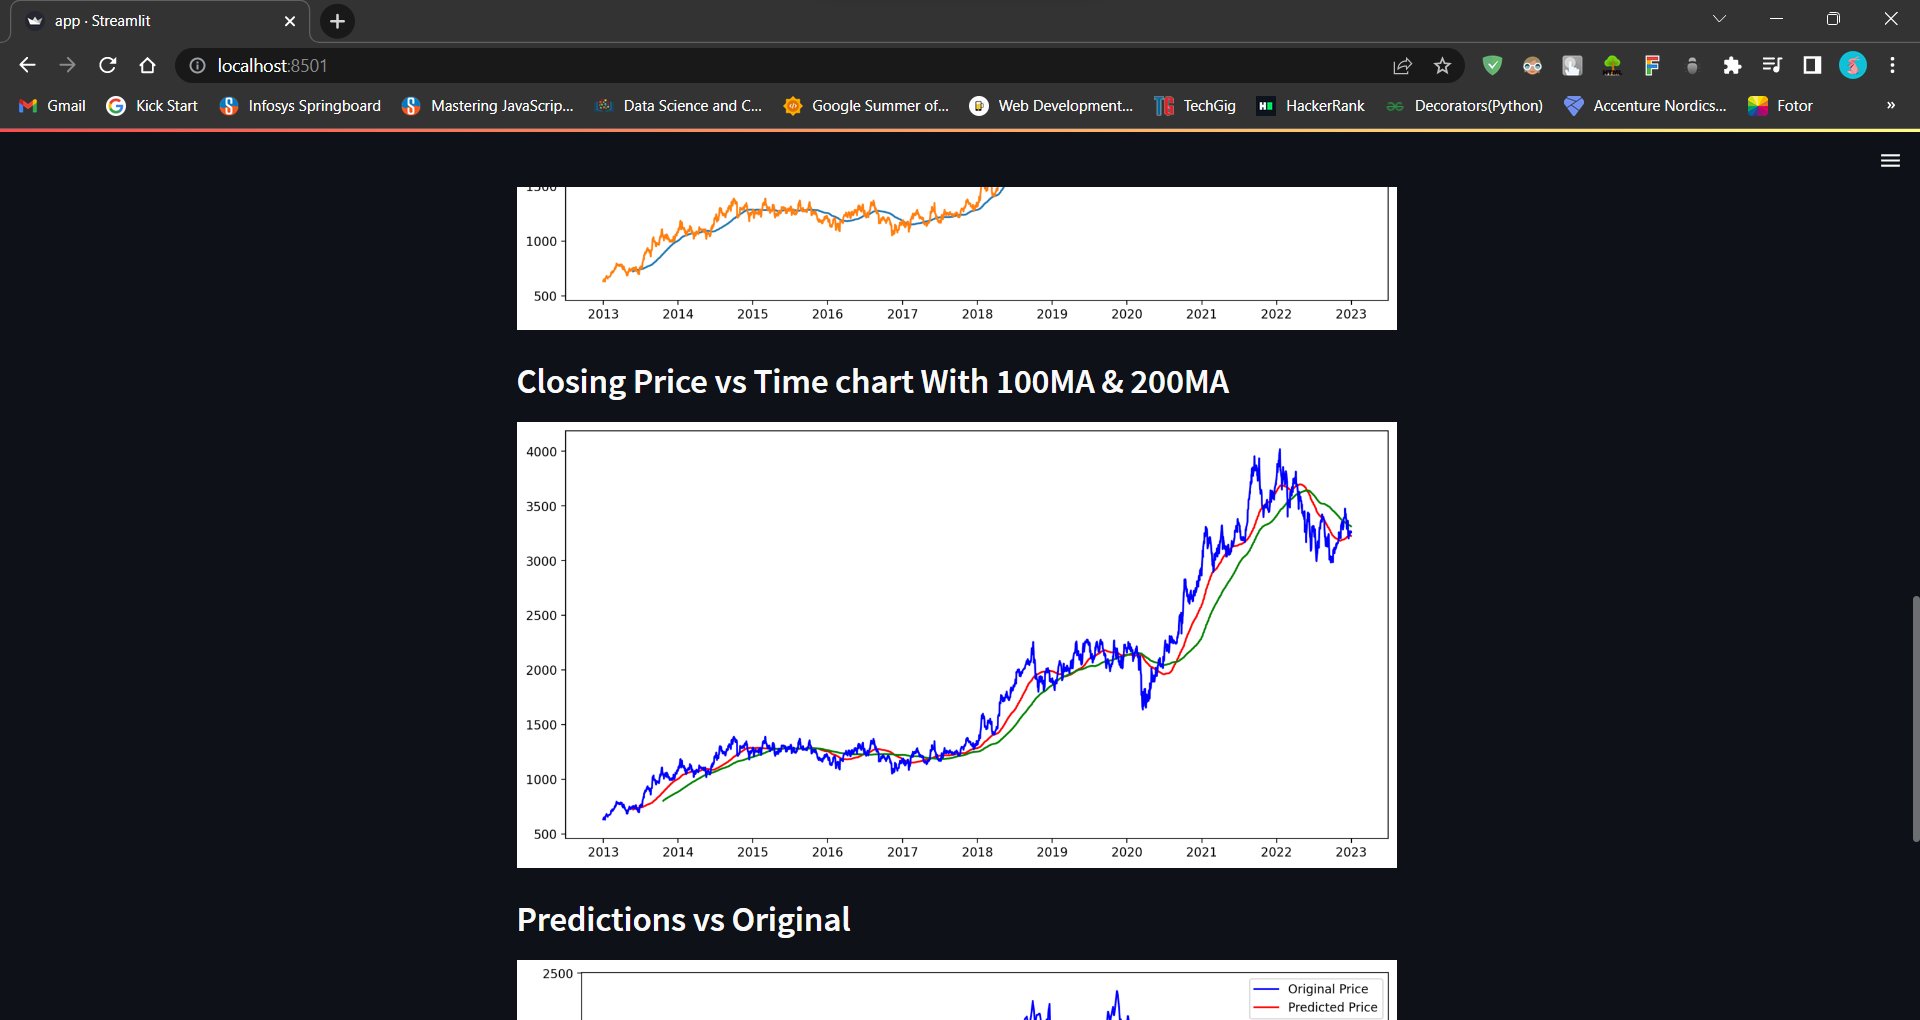 app · Streamlit
localhost:8501
Gmail Kick Start Infosys Springboard Mastering JavaScrip... Data Science and C... Google Summer of... Web Development... TechGig HackerRank Decorators(Python) Accenture Nordics... Fotor »
1500
1000
500
2013 2014 2015 2016 2017 2018 2019 2020 2021 2022 2023
Closing Price vs Time chart With 100MA & 200MA
4000
3500
3000
2500
2000
1500
1000
500
2013 2014 2015 2016 2017 2018 2019 2020 2021 2022 2023
Predictions vs Original
2500
Original Price
Predicted Price